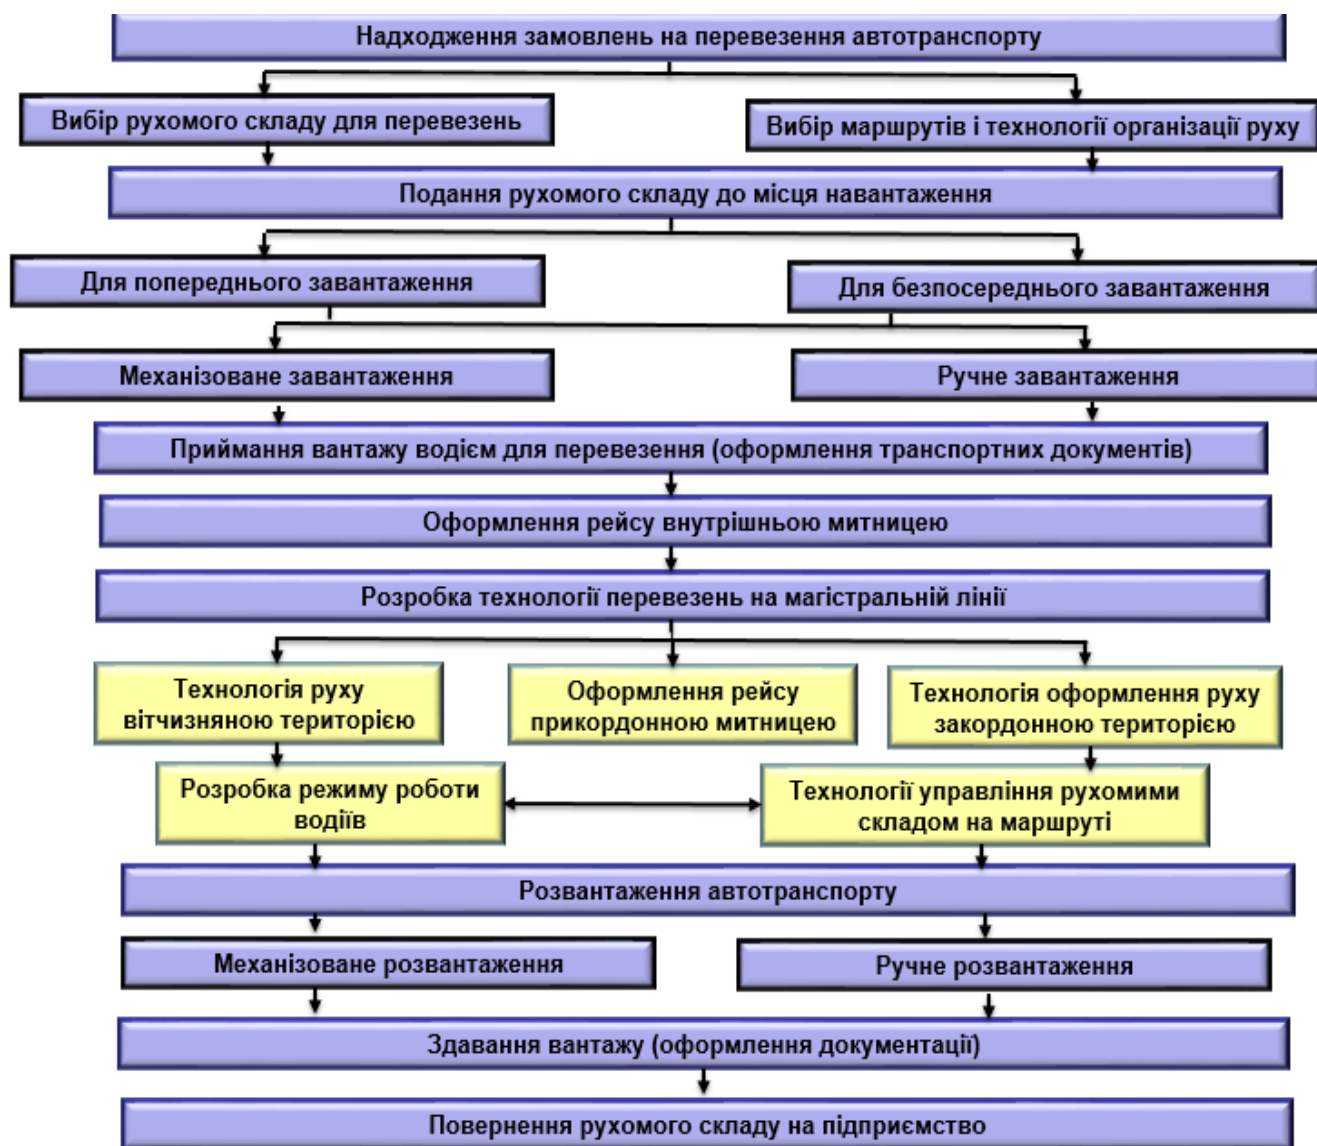 Надходження замовлень на перевезення автотранспорту
Вибір рухомого складу для перевезень
Вибір маршрутів і технології організації руху
Подання рухомого складу до місця навантаження
Для попереднього завантаження
Для безпосереднього завантаження
Механізоване завантаження
Ручне завантаження
Приймання вантажу водієм для перевезення (оформлення транспортних документів)
Оформлення рейсу внутрішньою митницею
Розробка технології перевезень на магістральній лінії
Технологія руху
вітчизняною територією
Оформлення рейсу
прикордонною митницею
Технологія оформлення руху
закордонною територією
Розробка режиму роботи
водіїв
Технології управління рухомими
складом на маршруті
Розвантаження автотранспорту
Механізоване розвантаження
Ручне розвантаження
Здавання вантажу (оформлення документації)
Повернення рухомого складу на підприємство